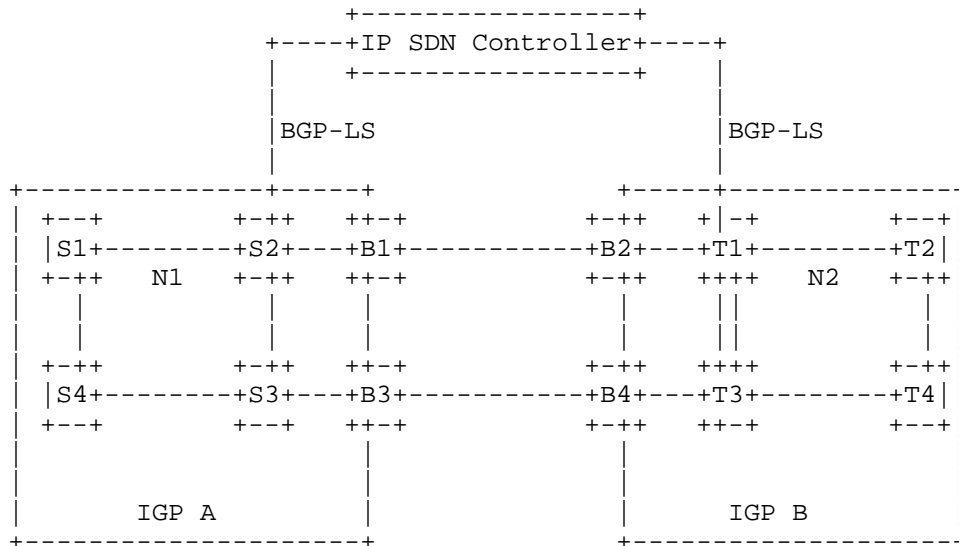 IP SDN Controller
BGP-LS BGP-LS
S1 S2 B1 B2 T1 T2
N1 N2
S4 S3 B3 B4 T3 T4
IGP A IGP B